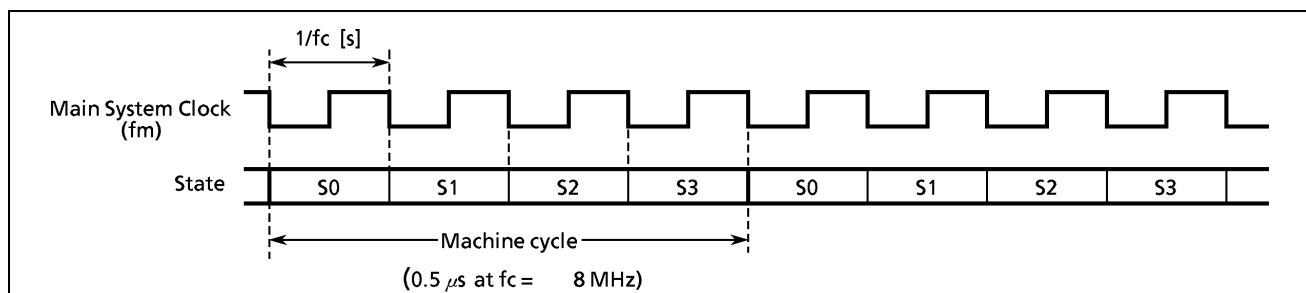 1/fc [s]
Main System Clock
(fm)
State
S0 S1 S2 S3 S0 S1 S2 S3
Machine cycle
(0.5 μs at fc = 8 MHz)